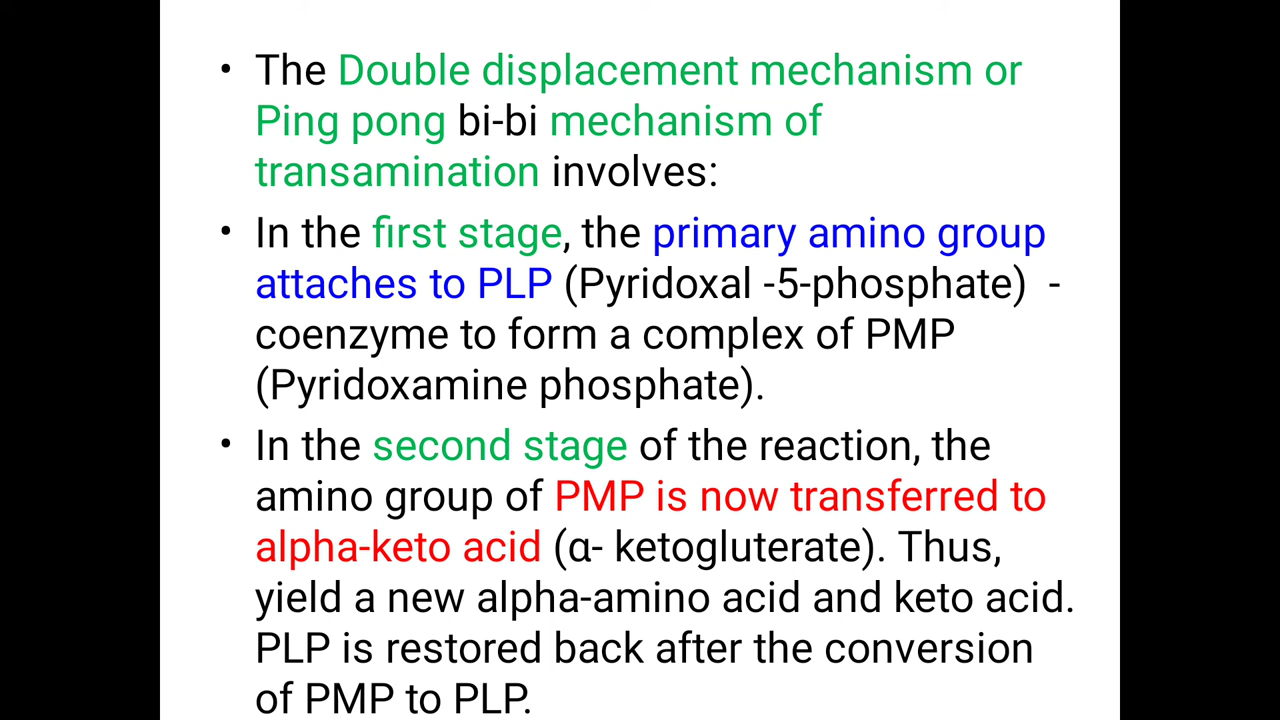 • The Double displacement mechanism or
Ping pong bi-bi mechanism of
transamination involves:
• In the first stage, the primary amino group
attaches to PLP (Pyridoxal -5-phosphate)  -
coenzyme to form a complex of PMP
(Pyridoxamine phosphate).
• In the second stage of the reaction, the
amino group of PMP is now transferred to
alpha-keto acid (α- ketogluterate). Thus,
yield a new alpha-amino acid and keto acid.
PLP is restored back after the conversion
of PMP to PLP.